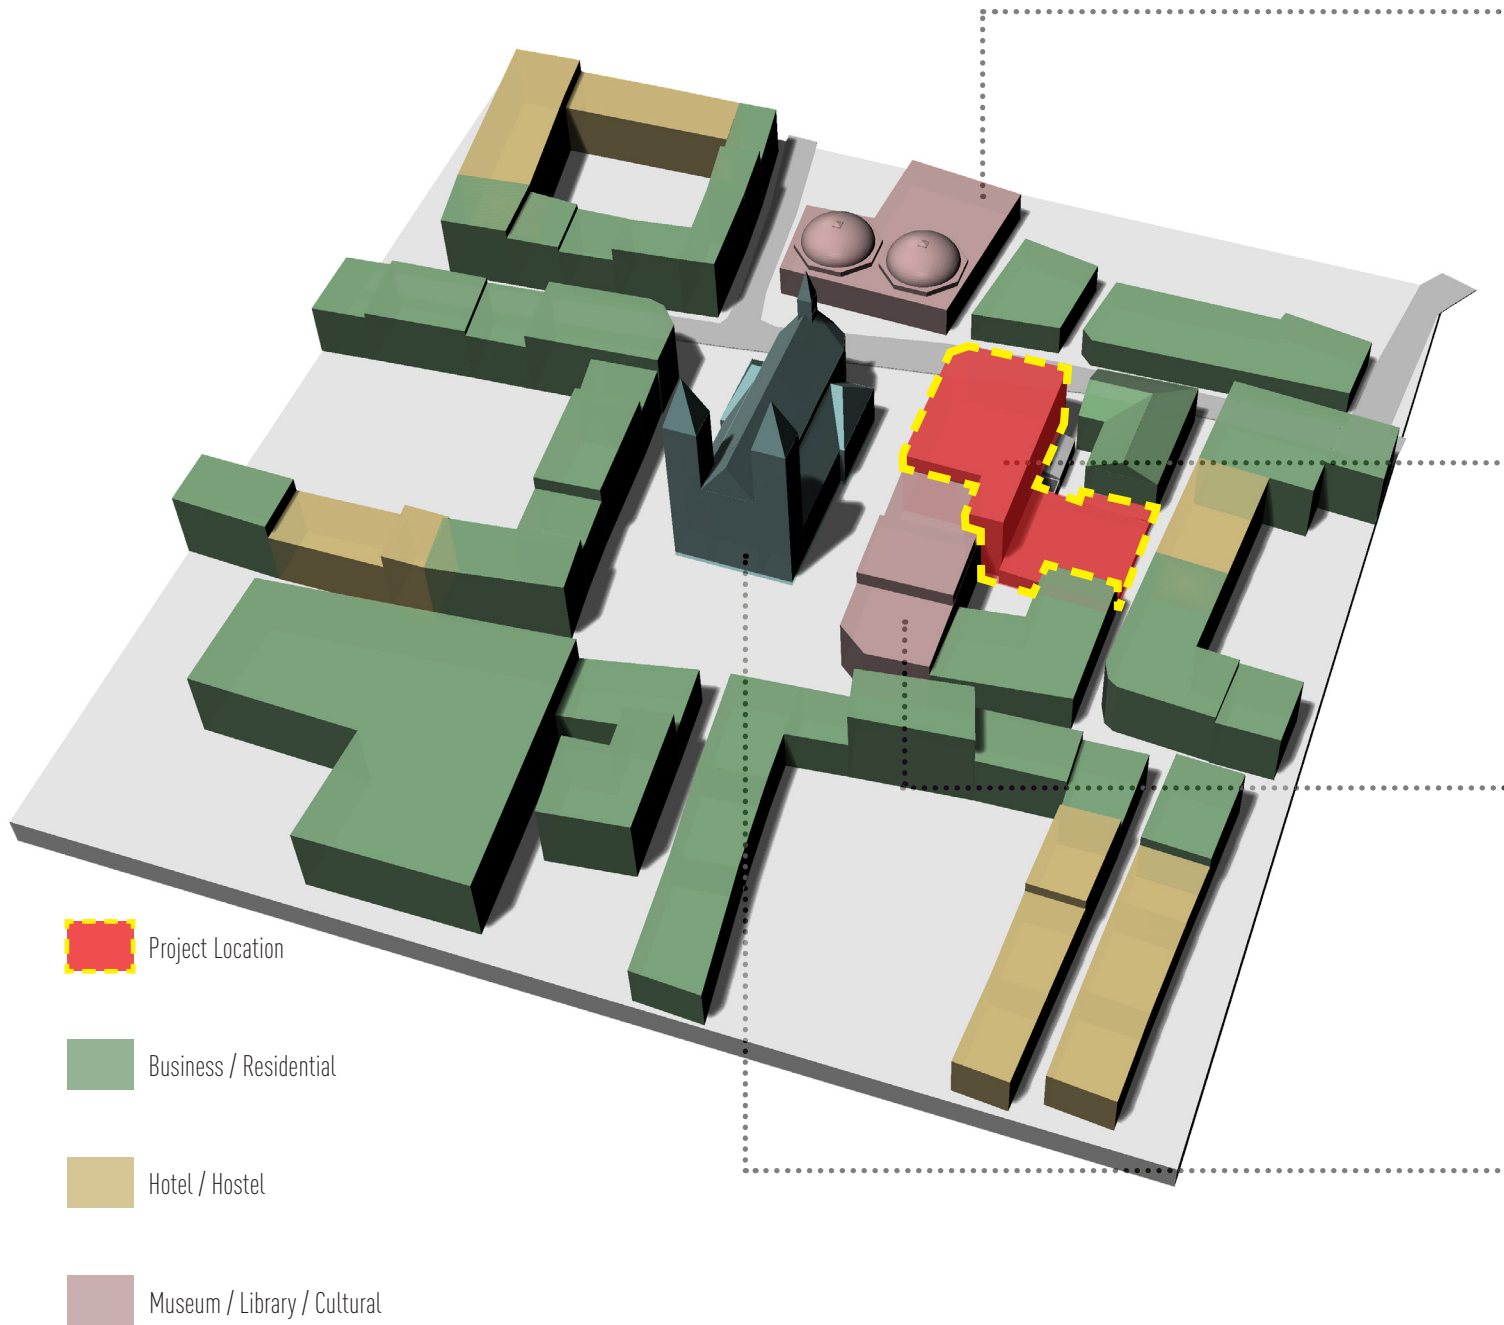 Project Location
Business / Residential
Hotel / Hostel
Museum / Library / Cultural